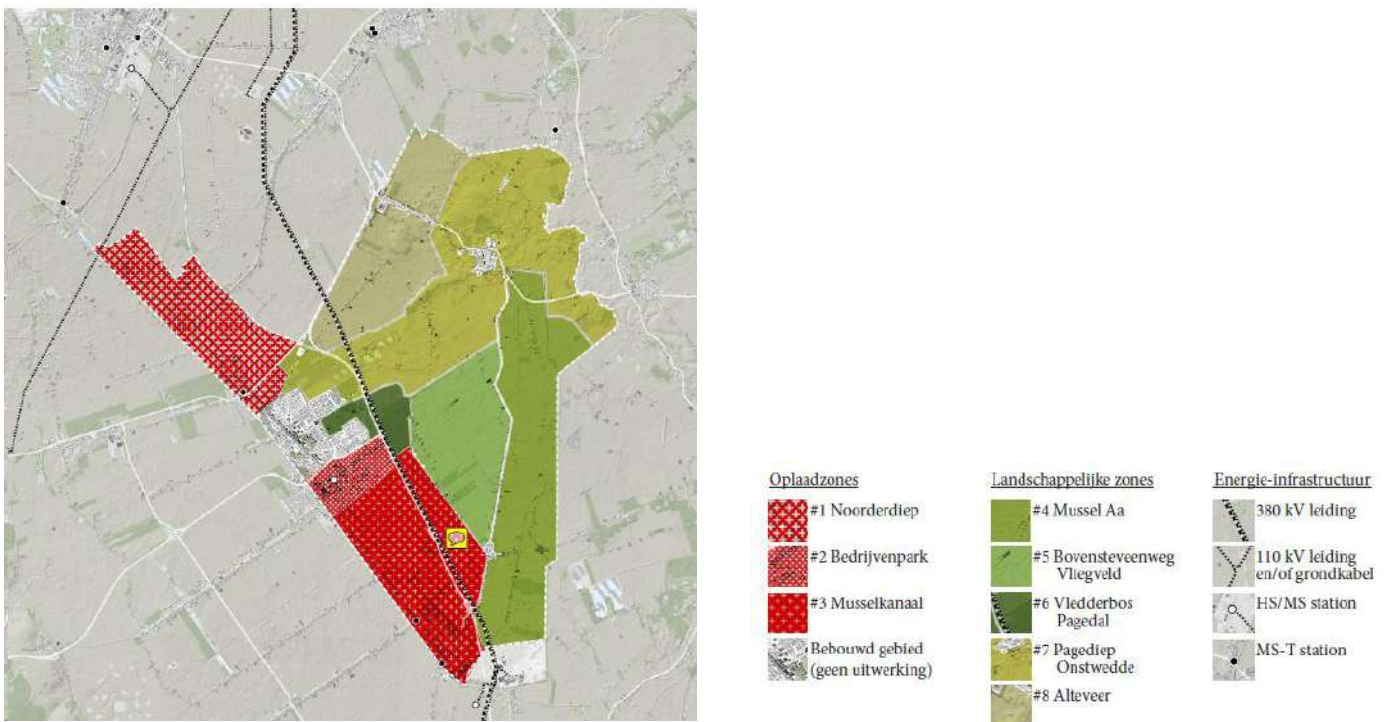 Oplaadzones
#1 Noorderdiep
#2 Bedrijvenpark
#3 Musselkanaal
Bebouwd gebied
(geen uitwerking)
Landschappelijke zones
#4 Mussel Aa
#5 Bovensteveenweg
Vliegveld
#6 Vledderbos
Pagedal
#7 Pagediep
Onstwedde
#8 Alteveer
Energie-infrastructuur
380 kV leiding
110 kV leiding
en/of grondkabel
HS/MS station
MS-T station